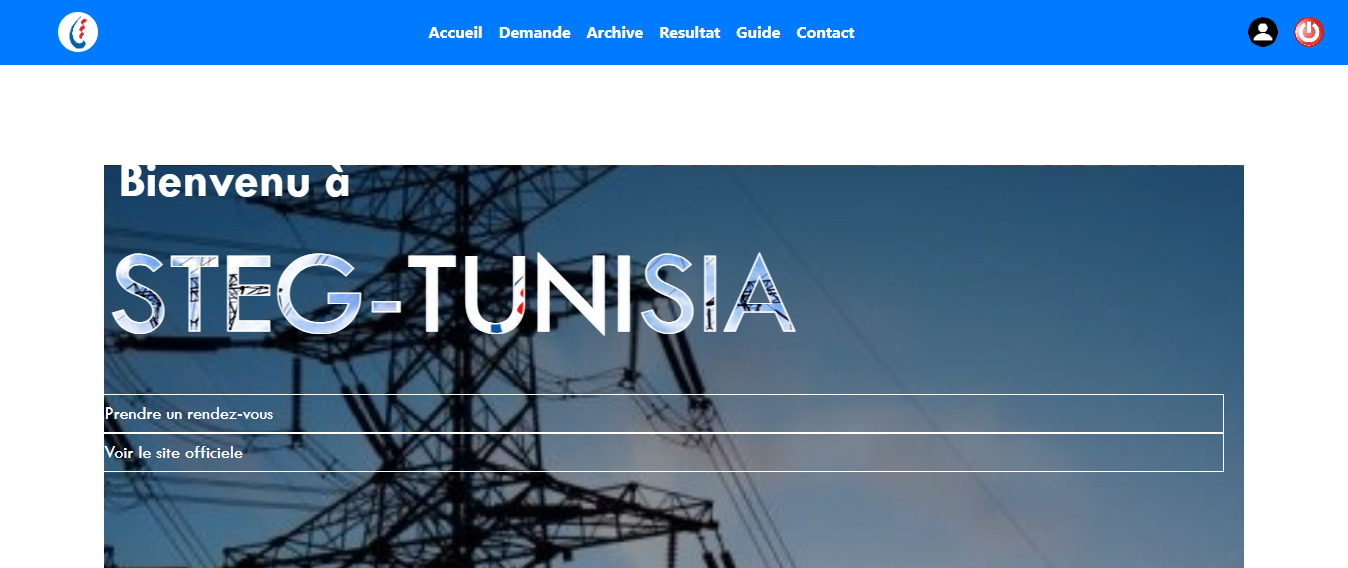 Accueil Demande Archive Resultat Guide Contact
Bienvenu à
STEG-TUNISIA
Prendre un rendez-vous
Voir le site officiele